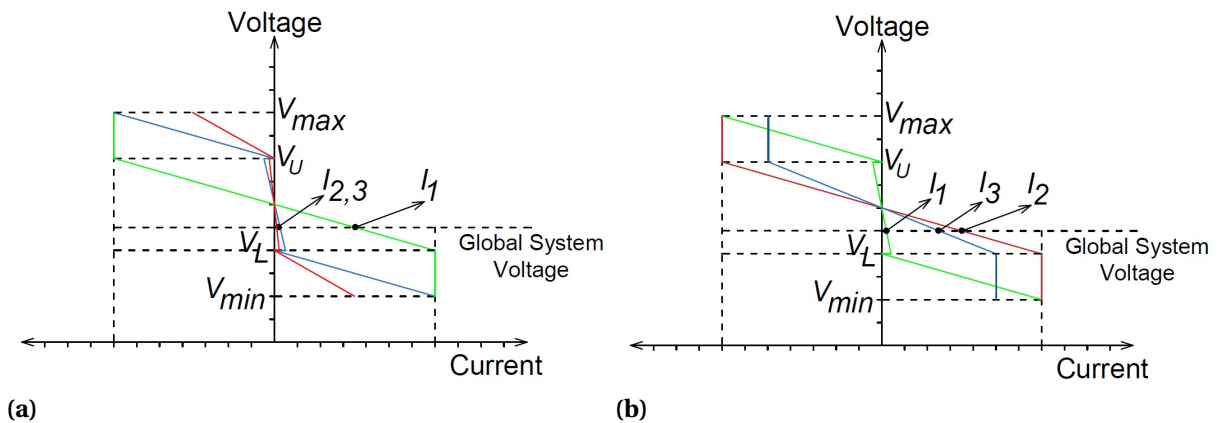 Voltage
Vmax
VU
I2,3
I1
VL
Global System
Voltage
Vmin
Current
(a)
Voltage
Vmax
VU
I1
I3
I2
VL
Global System
Voltage
Vmin
Current
(b)